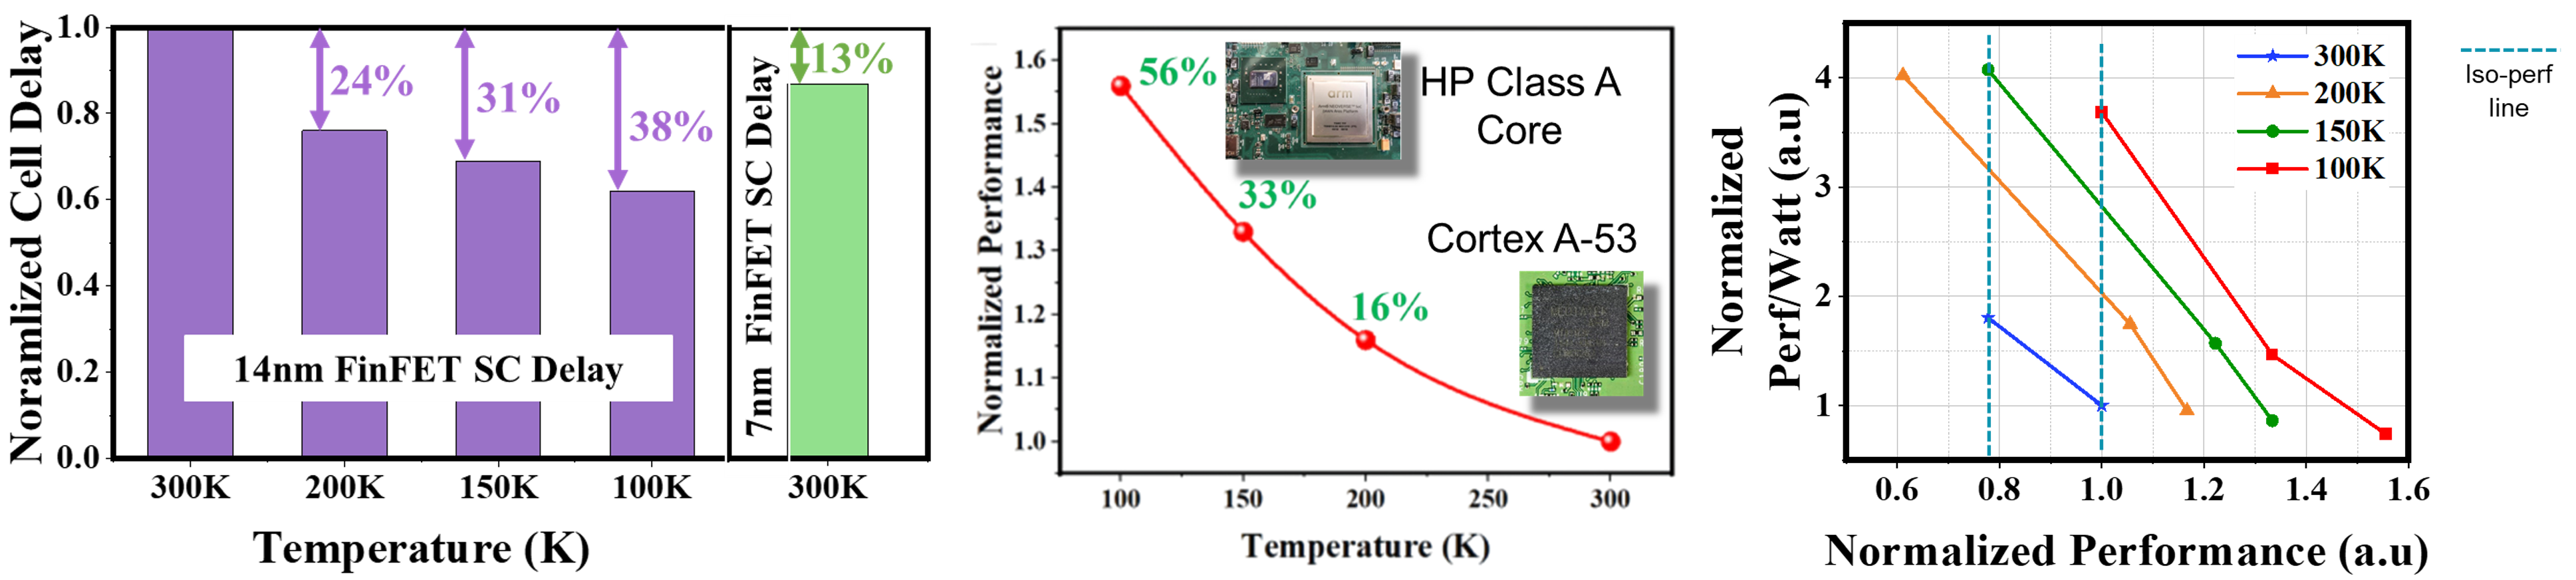 Noramlized Cell Delay
1.0
0.8
0.6
0.4
0.2
0.0
24%
31%
38%
14nm FinFET SC Delay
300K
200K
150K
100K
7nm FinFET SC Delay
13%
300K
Temperature (K)
Normalized Performance
1.6
1.5
1.4
1.3
1.2
1.1
1.0
56%
33%
16%
arm
HP Class A
Core
Cortex A-53
100
150
200
250
300
Temperature (K)
Normalized
Perf/Watt (a.u)
4
3
2
1
300K
200K
150K
100K
0.6
0.8
1.0
1.2
1.4
1.6
Normalized Performance (a.u)
Iso-perf
line